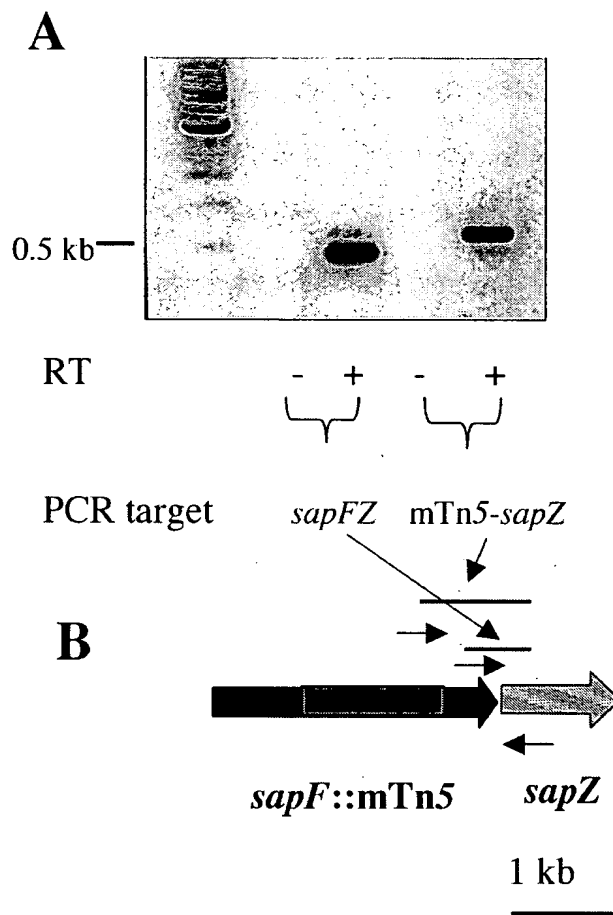 A
0.5 kb
RT - + - +
PCR target sapFZ mTn5-sapZ
B
sapF::mTn5 sapZ
1 kb